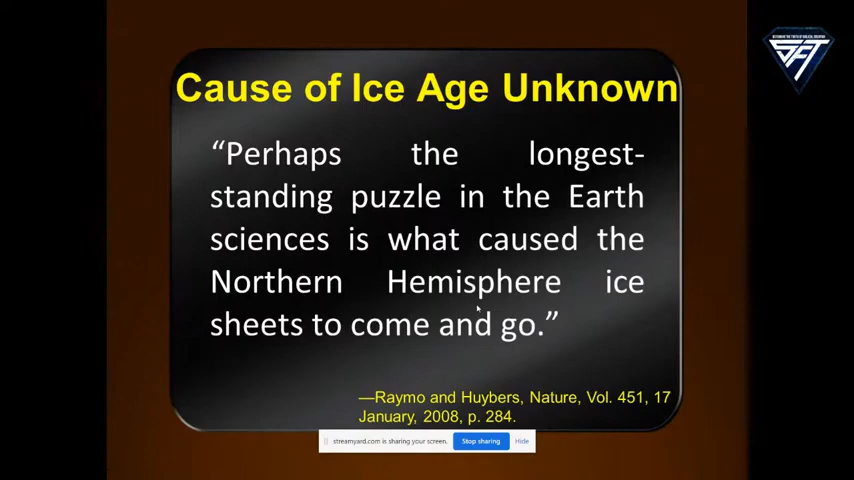 SFT
Cause of Ice Age Unknown
“Perhaps the longest-
standing puzzle in the Earth
sciences is what caused the
Northern Hemisphere ice
sheets to come and go.”
—Raymo and Huybers, Nature, Vol. 451, 17
January, 2008, p. 284.
streamyard.com is sharing your screen. Stop sharing Hide